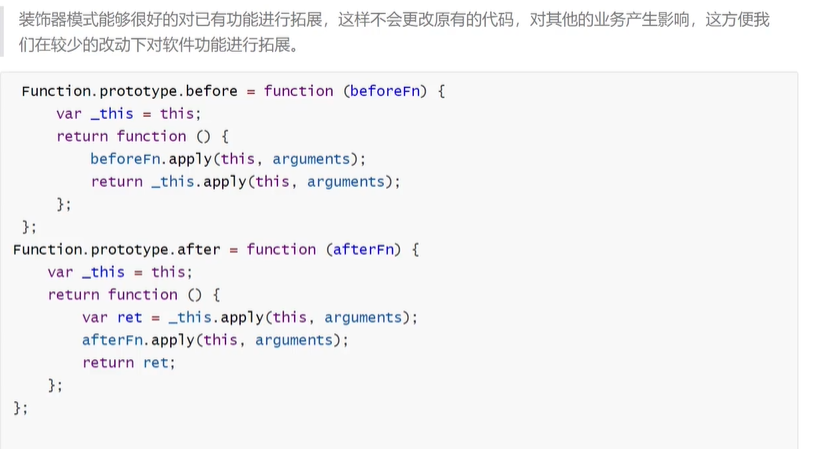 装饰器模式能够很好的对已有功能进行拓展，这样不会更改原有的代码，对其他的业务产生影响，这方便我
们在较少的改动下对软件功能进行拓展。
Function.prototype.before = function (beforeFn) {
    var _this = this;
    return function () {
        beforeFn.apply(this, arguments);
        return _this.apply(this, arguments);
    };
};
Function.prototype.after = function (afterFn) {
    var _this = this;
    return function () {
        var ret = _this.apply(this, arguments);
        afterFn.apply(this, arguments);
        return ret;
    };
};